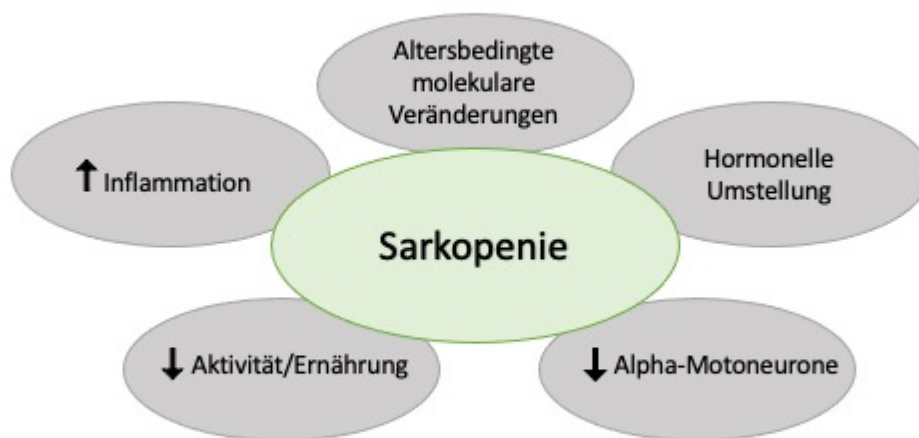 Altersbedingte
molekulare
Veränderungen
↑ Inflammation
Hormonelle
Umstellung
Sarkopenie
↓ Aktivität/Ernährung
↓ Alpha-Motoneurone